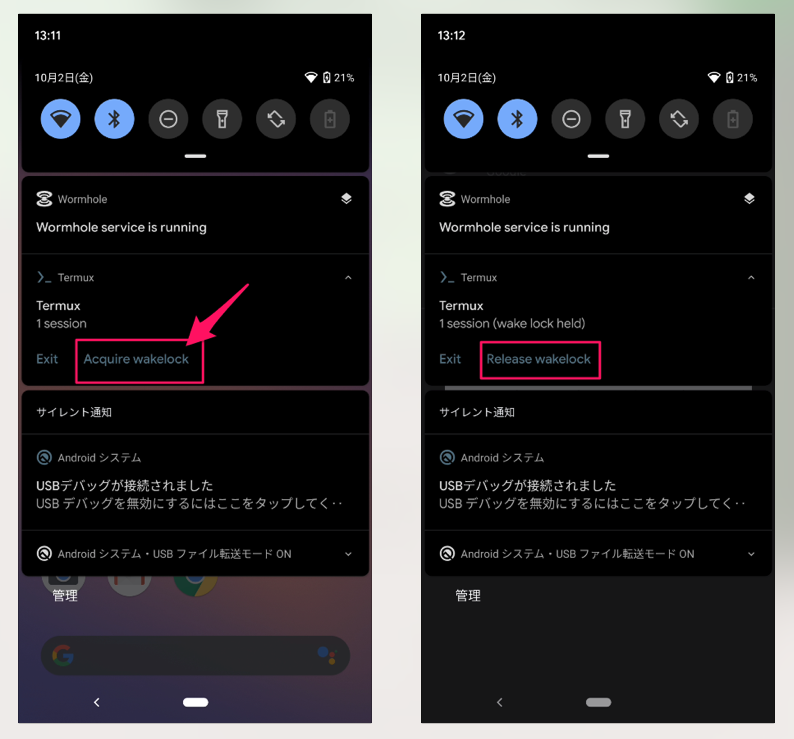 13:11
10月2日(金)
21%
Wormhole
Wormhole service is running
Termux
Termux
1 session
Exit
Acquire wakelock
サイレント通知
Android システム
USBデバッグが接続されました
USB デバッグを無効にするにはここをタップしてく··
Android システム・USB ファイル転送モード ON
管理
13:12
10月2日(金)
21%
Wormhole
Wormhole service is running
Termux
Termux
1 session (wake lock held)
Exit
Release wakelock
サイレント通知
Android システム
USBデバッグが接続されました
USB デバッグを無効にするにはここをタップしてく··
Android システム・USB ファイル転送モード ON
管理